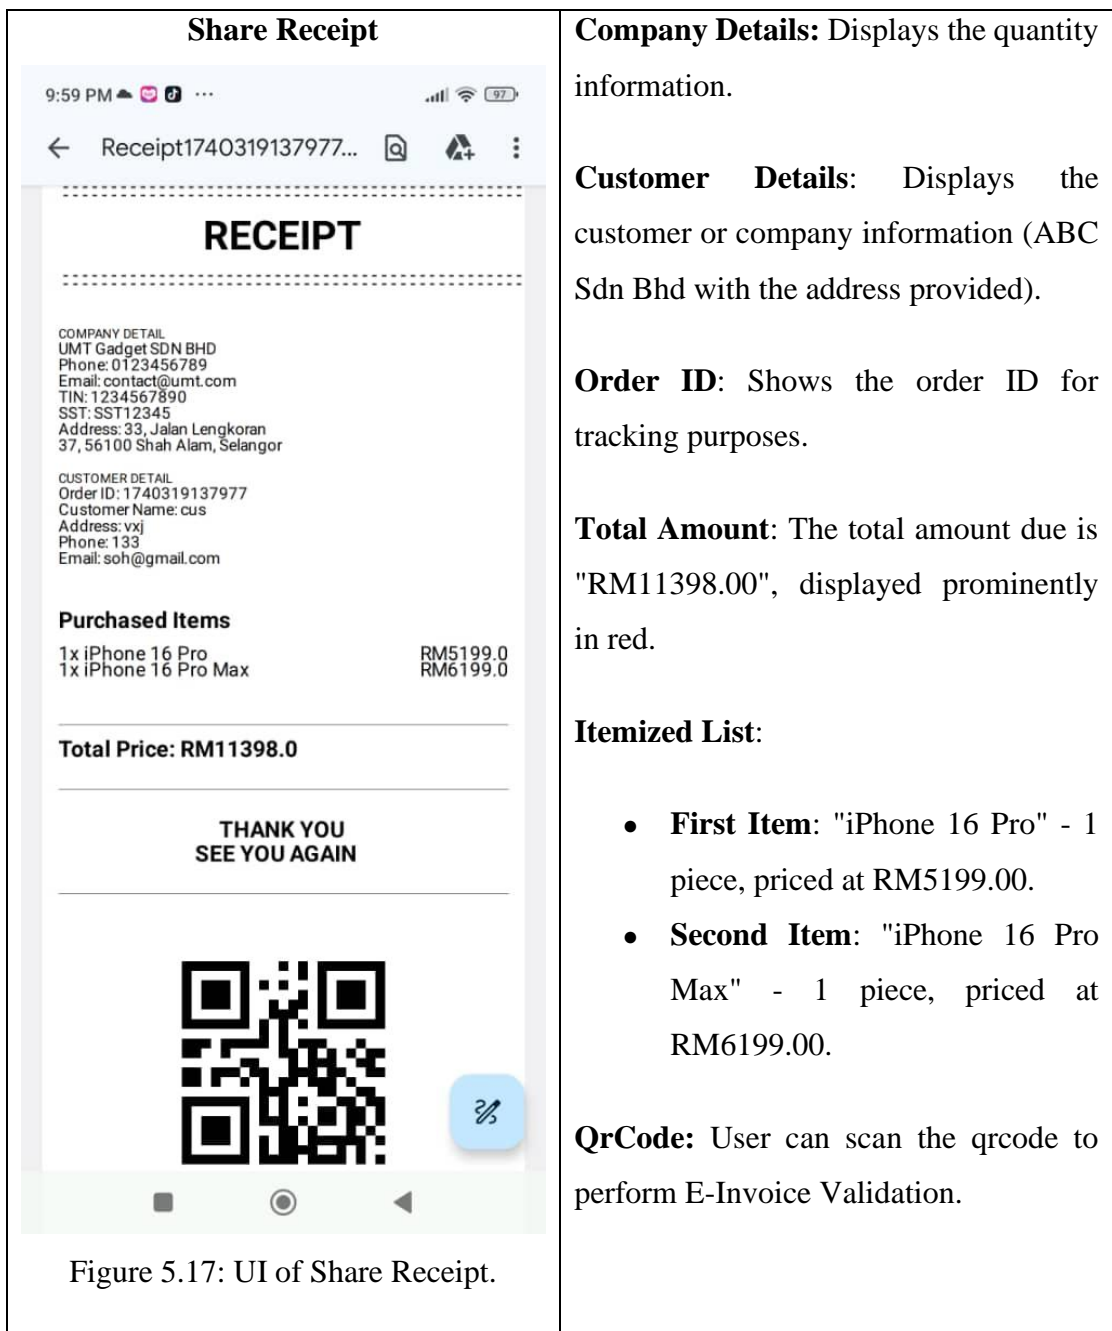 Share Receipt
9:59 PM ...
97
Receipt1740319137977...
RECEIPT
COMPANY DETAIL
UMT Gadget SDN BHD
Phone: 0123456789
Email: contact@umt.com
TIN: 1234567890
SST: SST12345
Address: 33, Jalan Lengkoran
37, 56100 Shah Alam, Selangor
CUSTOMER DETAIL
Order ID: 1740319137977
Customer Name: cus
Address: vxj
Phone: 133
Email: soh@gmail.com
Purchased Items
1x iPhone 16 Pro RM5199.0
1x iPhone 16 Pro Max RM6199.0
Total Price: RM11398.0
THANK YOU
SEE YOU AGAIN
Figure 5.17: UI of Share Receipt.
Company Details: Displays the quantity
information.
Customer Details: Displays the
customer or company information (ABC
Sdn Bhd with the address provided).
Order ID: Shows the order ID for
tracking purposes.
Total Amount: The total amount due is
"RM11398.00", displayed prominently
in red.
Itemized List:
• First Item: "iPhone 16 Pro" - 1
piece, priced at RM5199.00.
• Second Item: "iPhone 16 Pro
Max" - 1 piece, priced at
RM6199.00.
QrCode: User can scan the qrcode to
perform E-Invoice Validation.